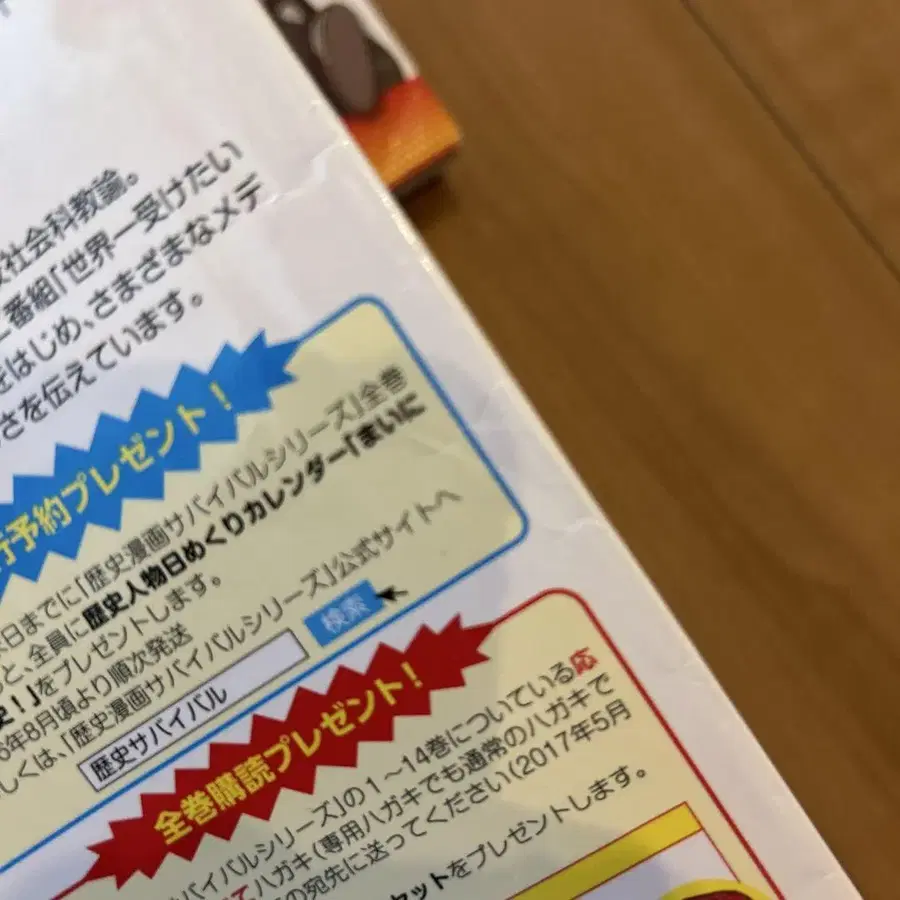 社会科教諭。
番組「世界一受けたい
をはじめ、さまざまなメデ
さを伝えています。
行予約プレゼント！
日までに「歴史漫画サバイバルシリーズ」全巻
と、全員に歴史人物日めくりカレンダー「まいに
史！」をプレゼントします。
6年8月頃より順次発送
しくは、「歴史漫画サバイバルシリーズ」公式サイトへ
歴史サバイバル 検索
全巻購読プレゼント！
バイバルシリーズ」の1〜14巻についている応
てハガキ（専用ハガキでも通常のハガキで
の宛先に送ってください（2017年5月
セットをプレゼントします。